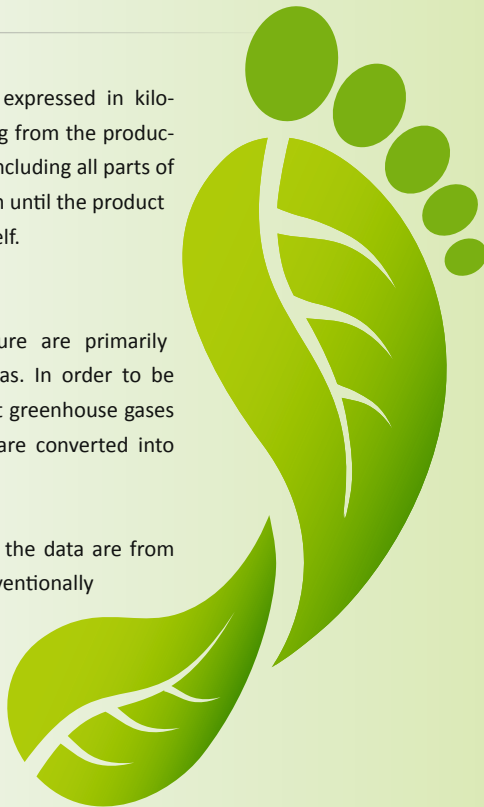 expressed in kilo-
g from the produc-
ncluding all parts of
until the product
elf.
ure are primarily
as. In order to be
t greenhouse gases
are converted into
the data are from
ventionally